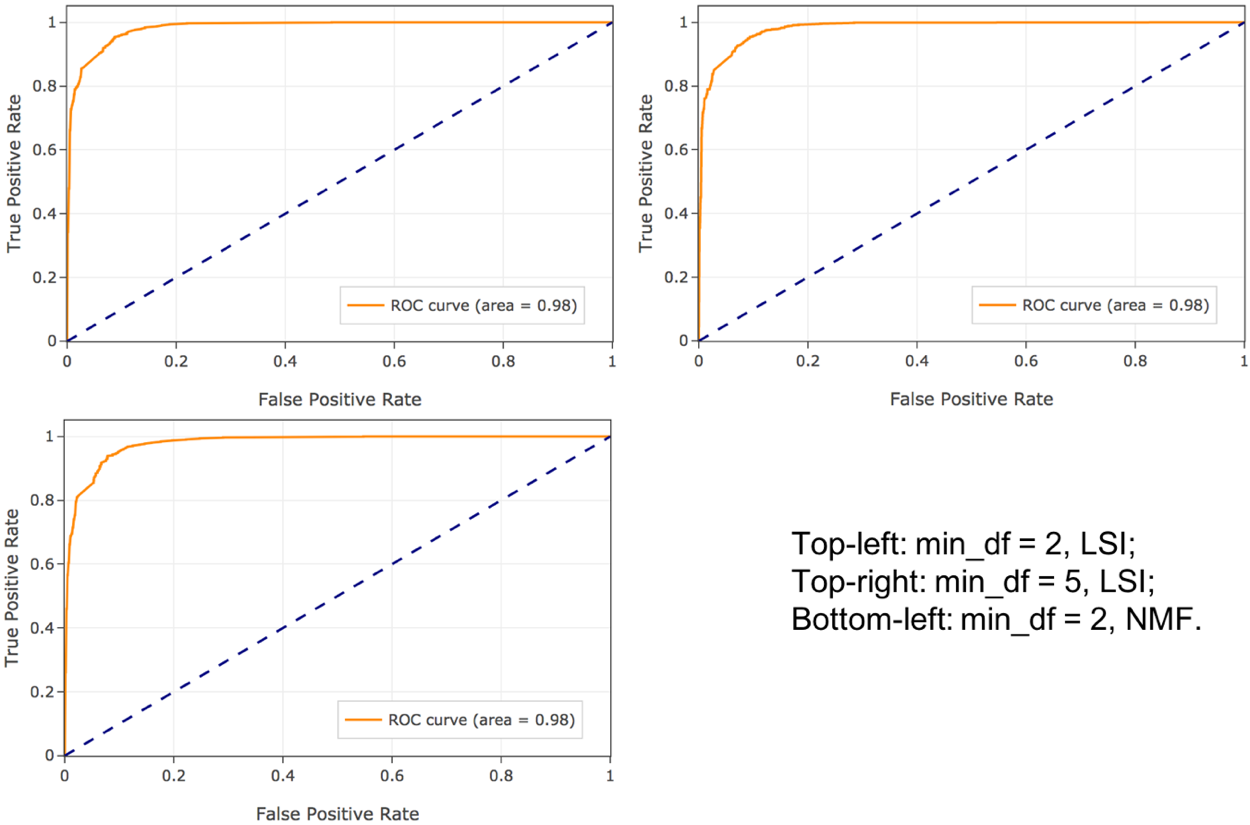 1
0.8
0.6
0.4
0.2
0
True Positive Rate
ROC curve (area = 0.98)
0 0.2 0.4 0.6 0.8 1
False Positive Rate
1
0.8
0.6
0.4
0.2
0
True Positive Rate
ROC curve (area = 0.98)
0 0.2 0.4 0.6 0.8 1
False Positive Rate
1
0.8
0.6
0.4
0.2
0
True Positive Rate
ROC curve (area = 0.98)
0 0.2 0.4 0.6 0.8 1
False Positive Rate
Top-left: min_df = 2, LSI;
Top-right: min_df = 5, LSI;
Bottom-left: min_df = 2, NMF.